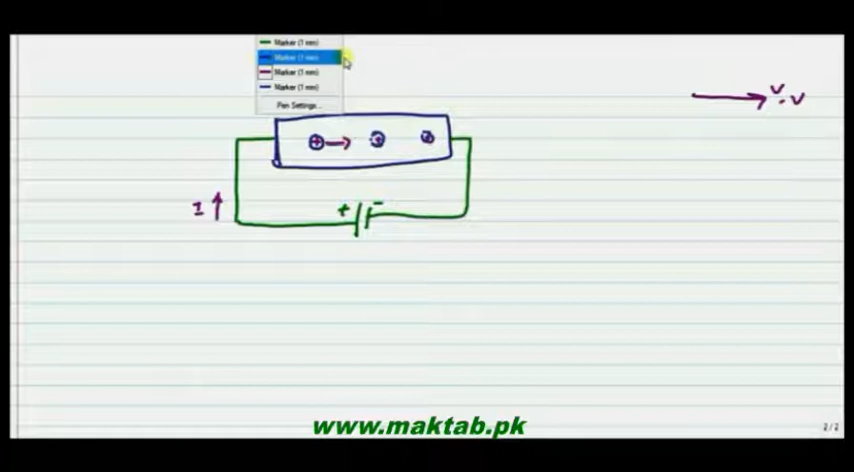 Marker (1 mm)
Marker (1 mm)
Marker (1 mm)
Marker (1 mm)
Pen Settings...
V
. V
+ + +
I
+ -
www.maktab.pk
2 / 2